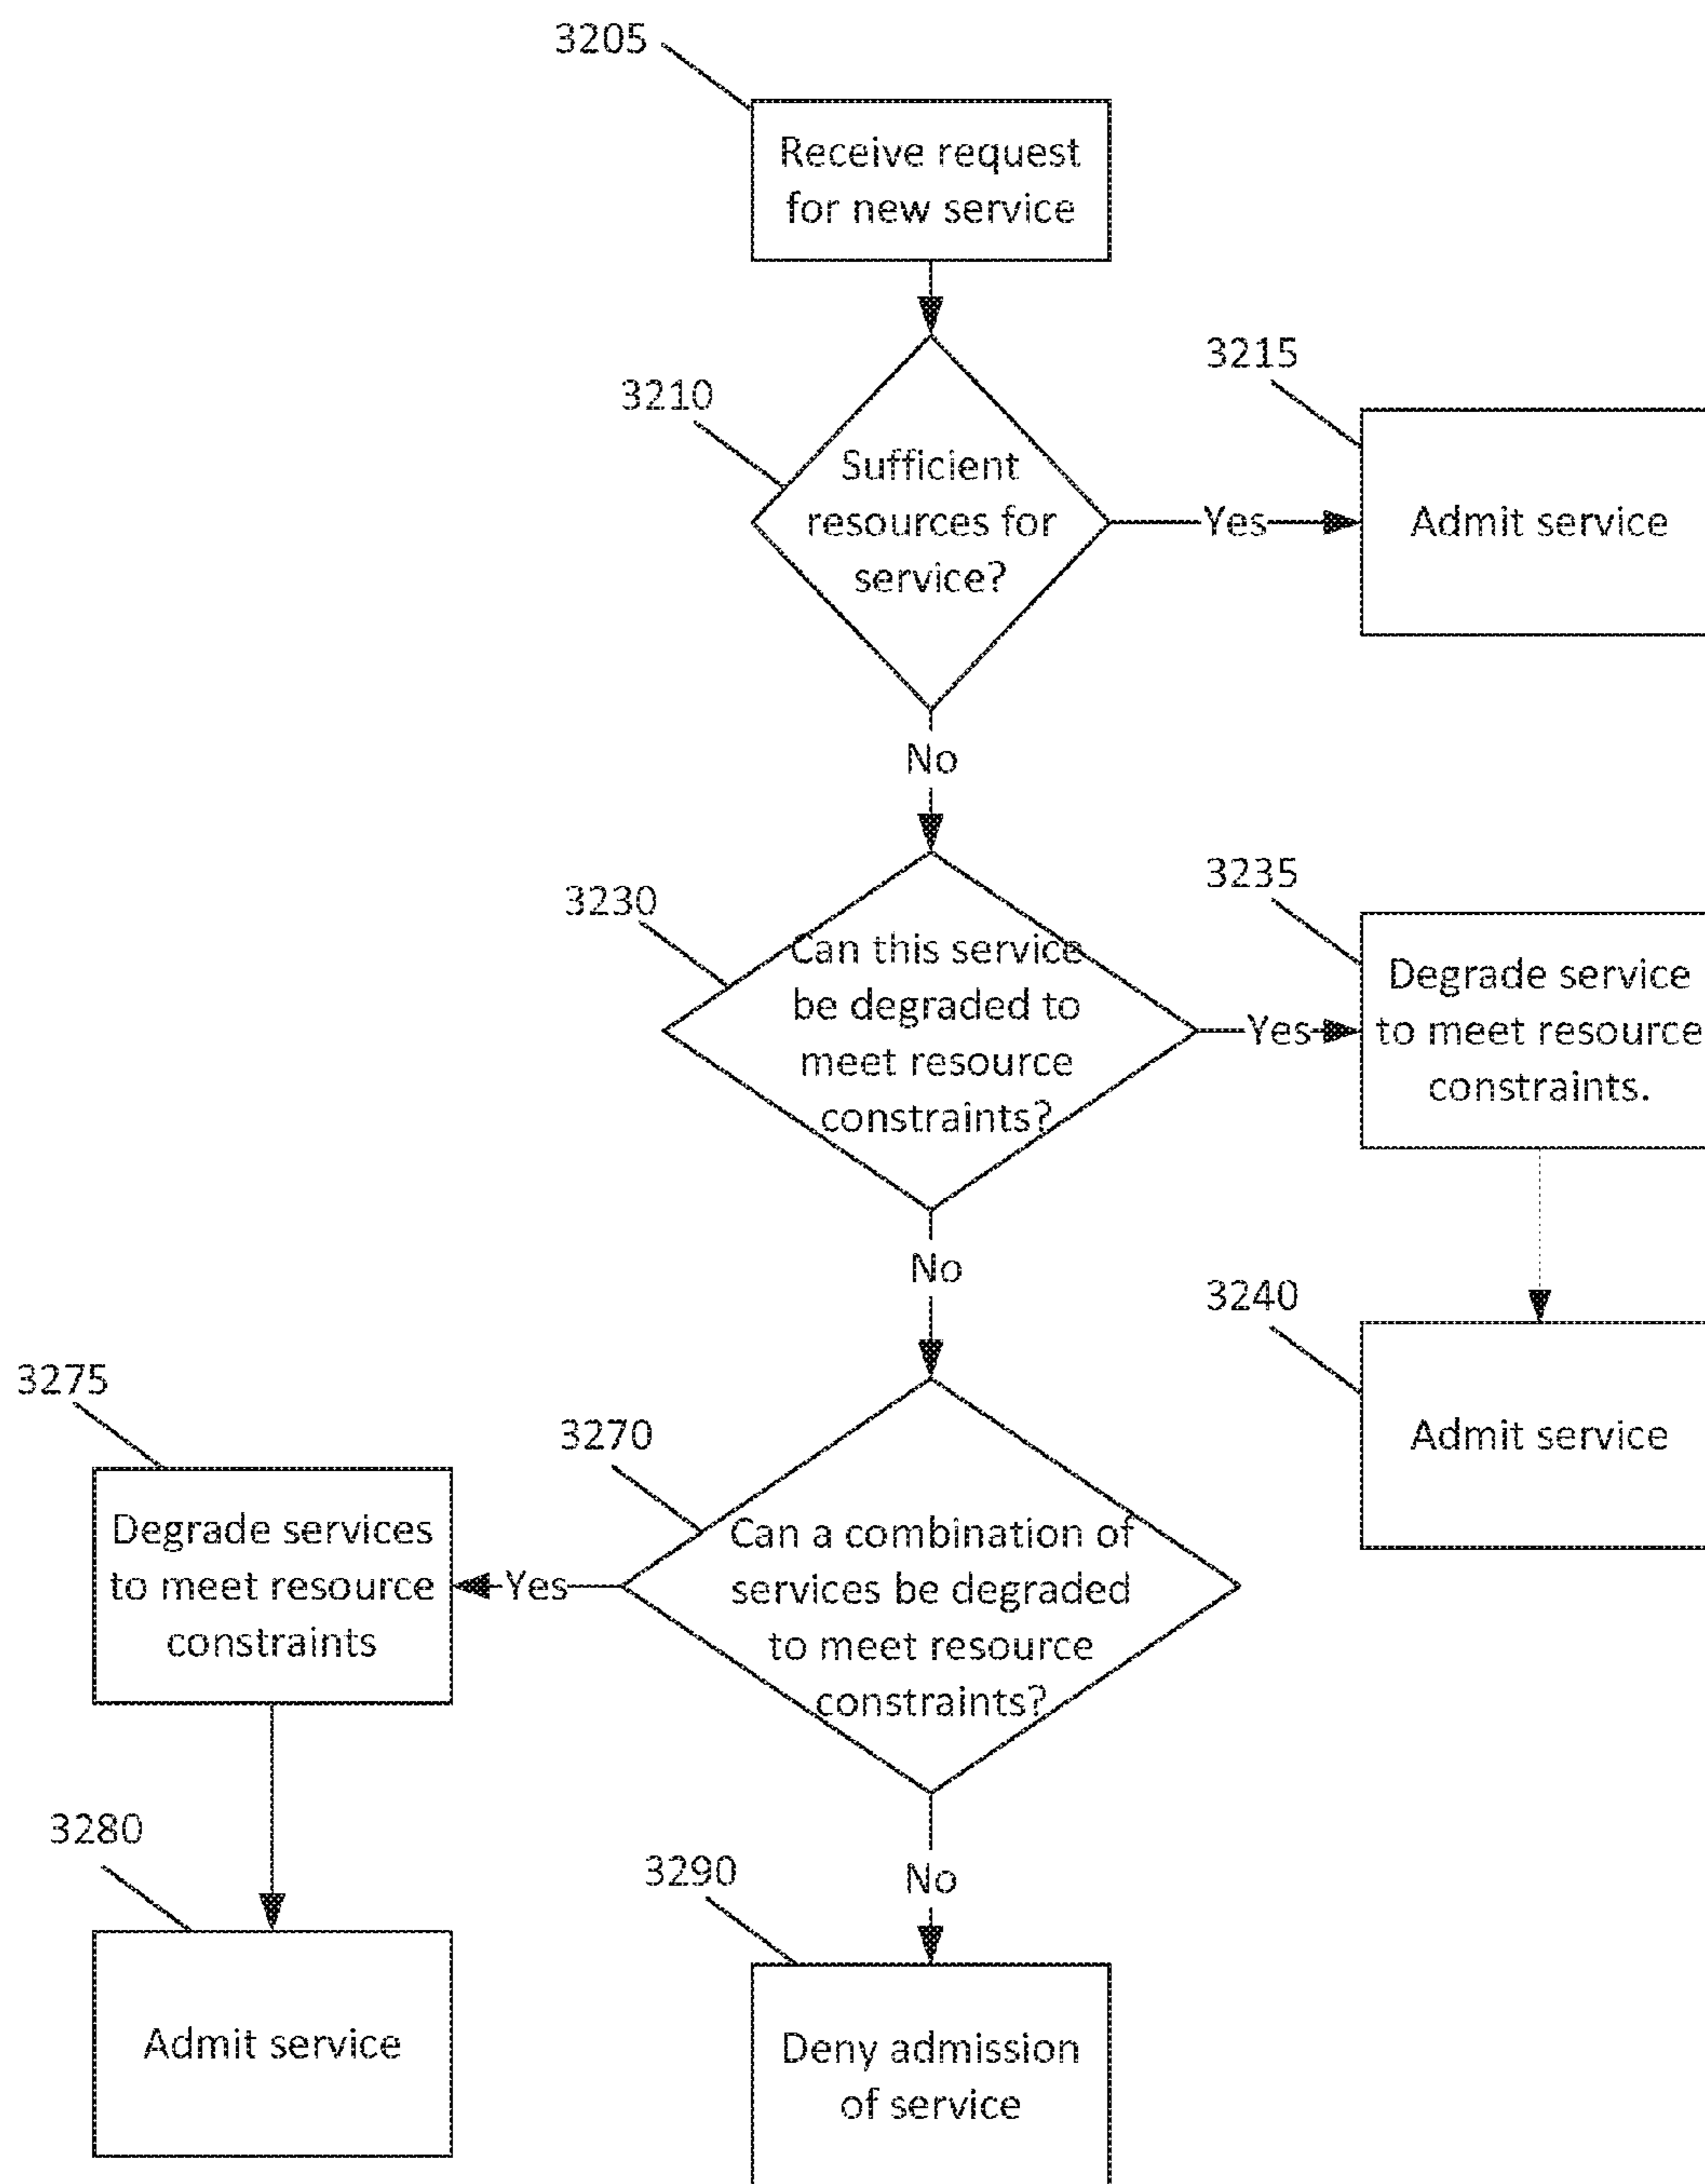 3205
Receive request
for new service
3210
Sufficient
resources for
service?
Yes
3215
Admit service
No
3230
Can this service
be degraded to
meet resource
constraints?
Yes
3235
Degrade service
to meet resource
constraints.
No
3240
Admit service
3270
Can a combination of
services be degraded
to meet resource
constraints?
Yes
3275
Degrade services
to meet resource
constraints
3280
Admit service
No
3290
Deny admission
of service